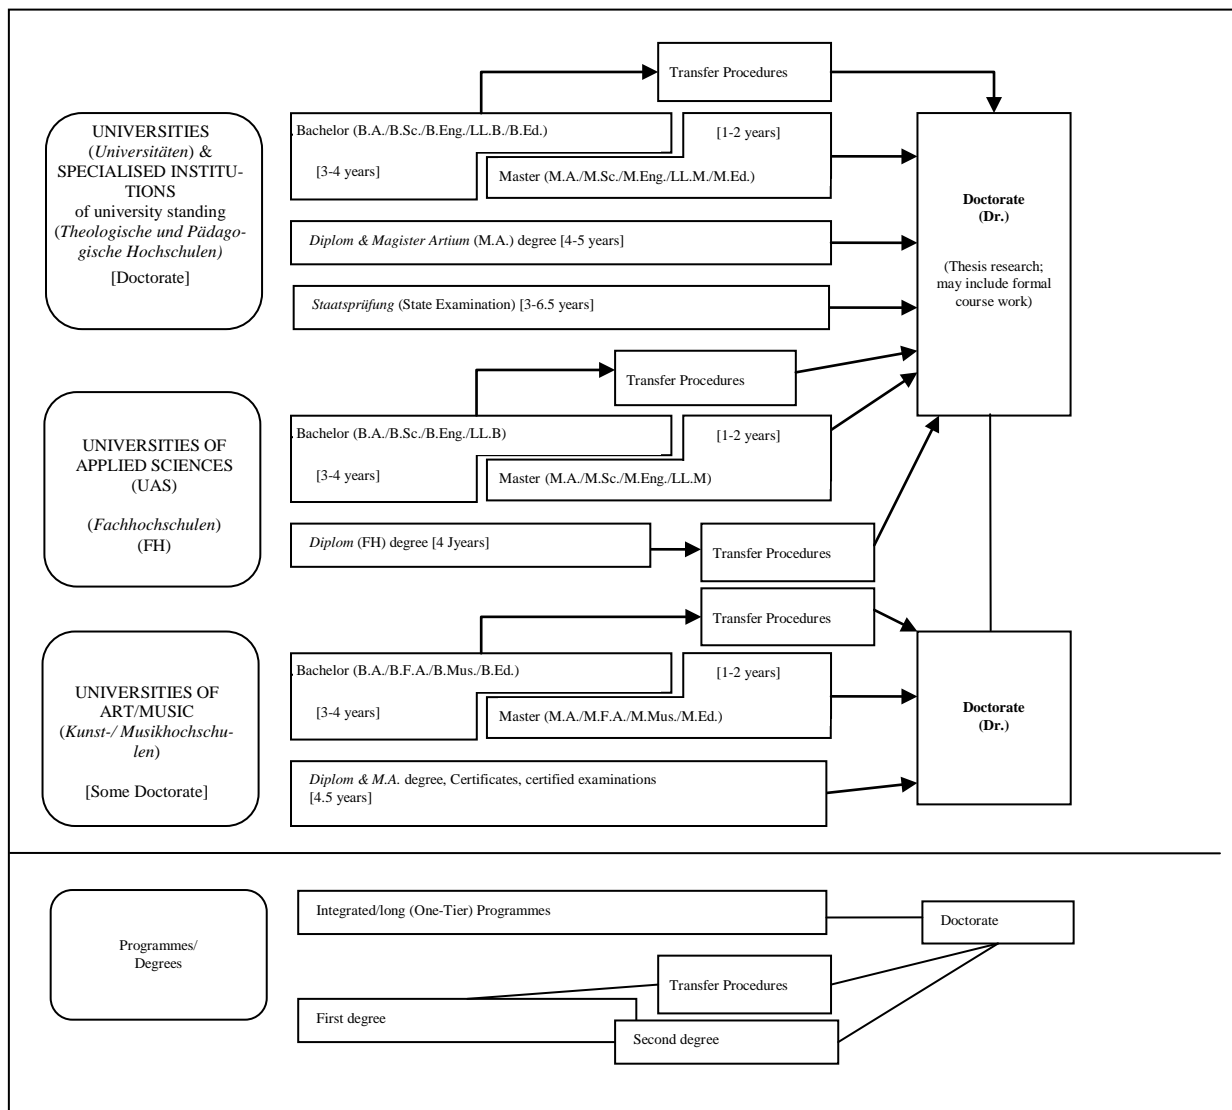 Transfer Procedures
UNIVERSITIES
(Universitäten) &
SPECIALISED INSTITU-
TIONS
of university standing
(Theologische und Pädago-
gische Hochschulen)
[Doctorate]
. Bachelor (B.A./B.Sc./B.Eng./LL.B./B.Ed.)
[3-4 years]
[1-2 years]
Master (M.A./M.Sc./M.Eng./LL.M./M.Ed.)
Diplom & Magister Artium (M.A.) degree [4-5 years]
Staatsprüfung (State Examination) [3-6.5 years]
Doctorate
(Dr.)
(Thesis research;
may include formal
course work)
Transfer Procedures
UNIVERSITIES OF
APPLIED SCIENCES
(UAS)
(Fachhochschulen)
(FH)
. Bachelor (B.A./B.Sc./B.Eng./LL.B)
[3-4 years]
[1-2 years]
Master (M.A./M.Sc./M.Eng./LL.M)
Diplom (FH) degree [4 Jyears]
Transfer Procedures
Transfer Procedures
UNIVERSITIES OF
ART/MUSIC
(Kunst-/ Musikhochschu-
len)
[Some Doctorate]
. Bachelor (B.A./B.F.A./B.Mus./B.Ed.)
[3-4 years]
[1-2 years]
Master (M.A./M.F.A./M.Mus./M.Ed.)
Diplom & M.A. degree, Certificates, certified examinations
[4.5 years]
Doctorate
(Dr.)
Programmes/
Degrees
Integrated/long (One-Tier) Programmes
Doctorate
Transfer Procedures
First degree
Second degree